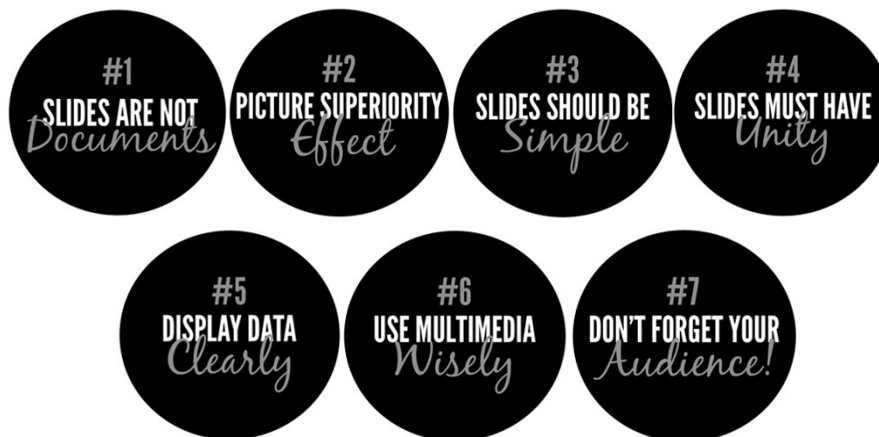 #1
SLIDES ARE NOT
Documents
#2
PICTURE SUPERIORITY
Effect
#3
SLIDES SHOULD BE
Simple
#4
SLIDES MUST HAVE
Unity
#5
DISPLAY DATA
Clearly
#6
USE MULTIMEDIA
Wisely
#7
DON'T FORGET YOUR
Audience!